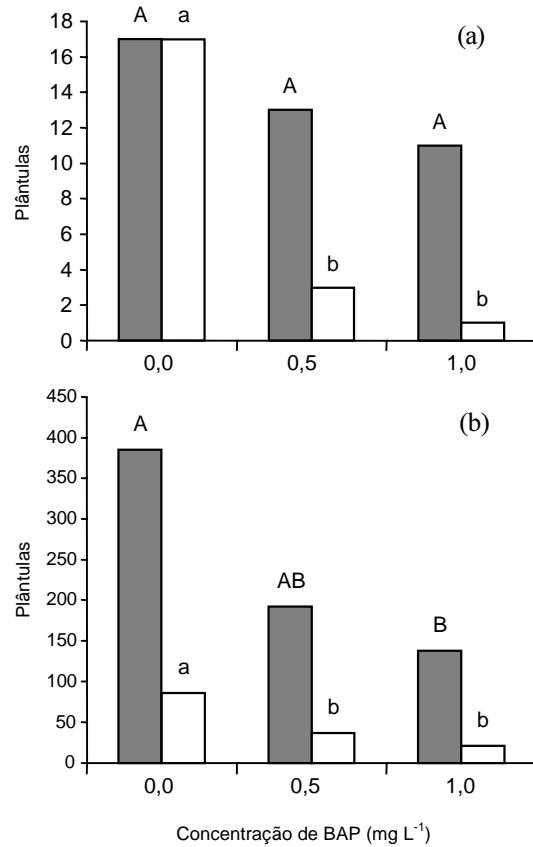 (a)
18
16
14
12
10
8
6
4
2
0
Plântulas
A a
A
b
A
b
0,0 0,5 1,0
(b)
450
400
350
300
250
200
150
100
50
0
Plântulas
A
a
AB
b
B
b
0,0 0,5 1,0
Concentração de BAP (mg L-1)